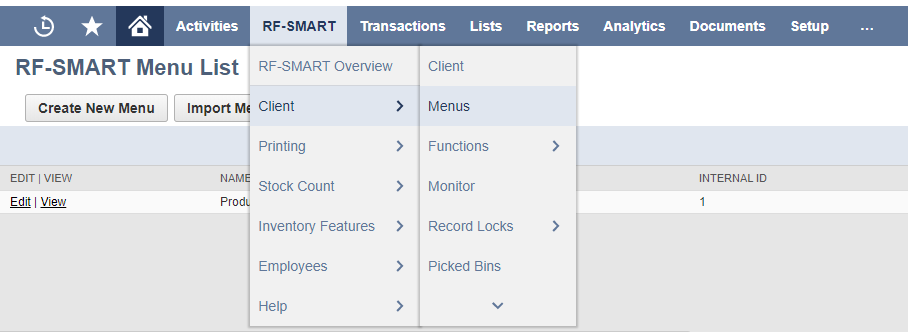 Activities RF-SMART Transactions Lists Reports Analytics Documents Setup ...
RF-SMART Menu List
Create New Menu
Import Me
EDIT | VIEW NAME INTERNAL ID
Edit | View Produ 1
RF-SMART Overview
Client
Printing
Stock Count
Inventory Features
Employees
Help
Client
Menus
Functions
Monitor
Record Locks
Picked Bins